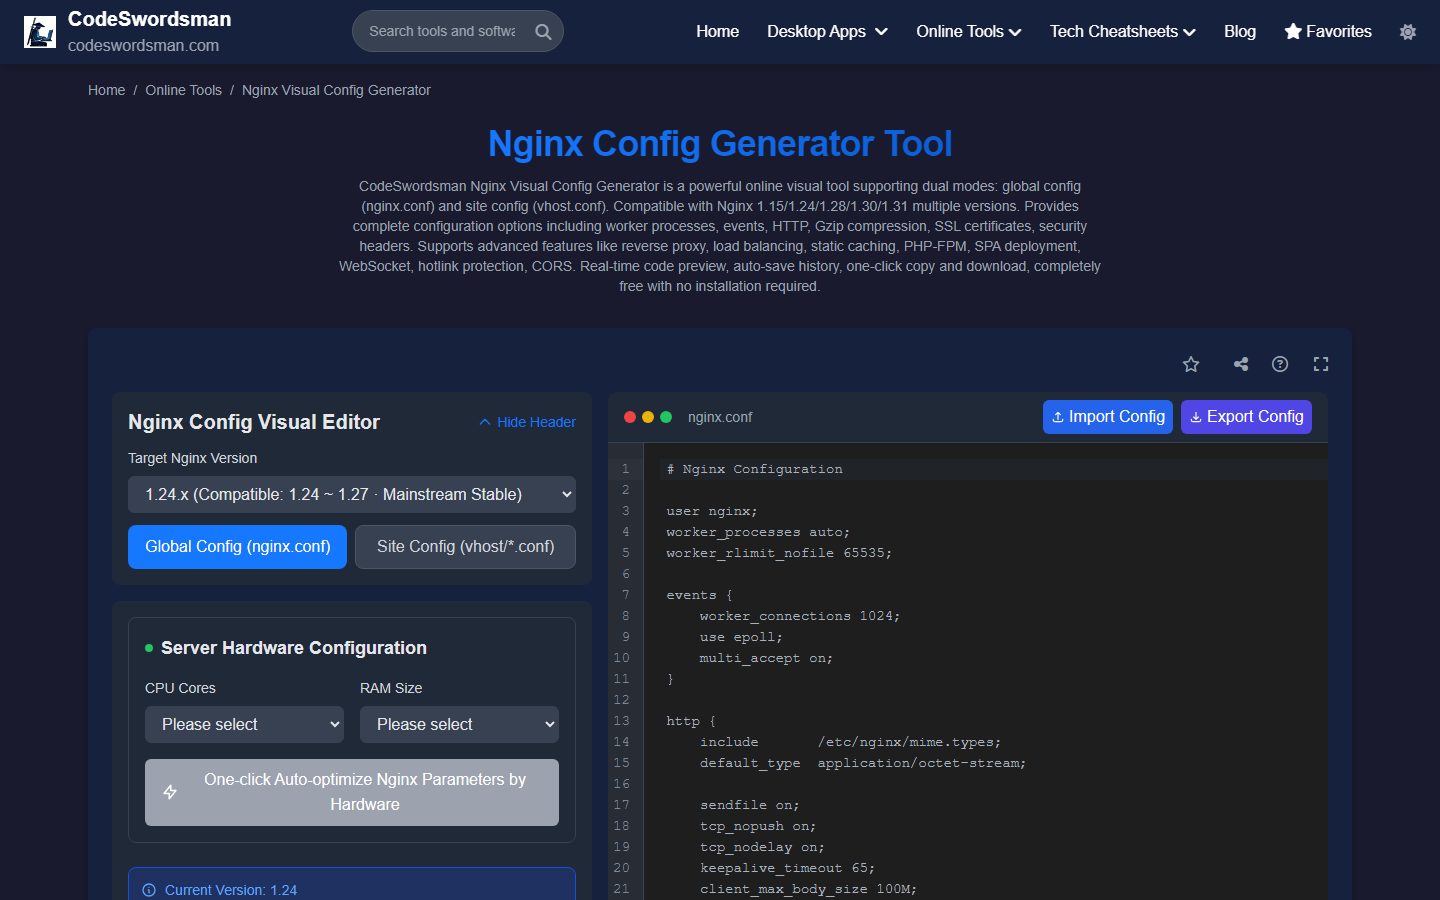 CodeSwordsman
codeswordsman.com
Search tools and softwa
Home
Desktop Apps
Online Tools
Tech Cheatsheets
Blog
Favorites
Home / Online Tools / Nginx Visual Config Generator
Nginx Config Generator Tool
CodeSwordsman Nginx Visual Config Generator is a powerful online visual tool supporting dual modes: global config
(nginx.conf) and site config (vhost.conf). Compatible with Nginx 1.15/1.24/1.28/1.30/1.31 multiple versions. Provides
complete configuration options including worker processes, events, HTTP, Gzip compression, SSL certificates, security
headers. Supports advanced features like reverse proxy, load balancing, static caching, PHP-FPM, SPA deployment,
WebSocket, hotlink protection, CORS. Real-time code preview, auto-save history, one-click copy and download, completely
free with no installation required.
Nginx Config Visual Editor
Hide Header
Target Nginx Version
1.24.x (Compatible: 1.24 ~ 1.27 · Mainstream Stable)
Global Config (nginx.conf)
Site Config (vhost/*.conf)
Server Hardware Configuration
CPU Cores
RAM Size
Please select
Please select
One-click Auto-optimize Nginx Parameters by
Hardware
Current Version: 1.24
nginx.conf
Import Config
Export Config
1 # Nginx Configuration
2
3 user nginx;
4 worker_processes auto;
5 worker_rlimit_nofile 65535;
6
7 events {
8 worker_connections 1024;
9 use epoll;
10 multi_accept on;
11 }
12
13 http {
14 include /etc/nginx/mime.types;
15 default_type application/octet-stream;
16
17 sendfile on;
18 tcp_nopush on;
19 tcp_nodelay on;
20 keepalive_timeout 65;
21 client_max_body_size 100M;